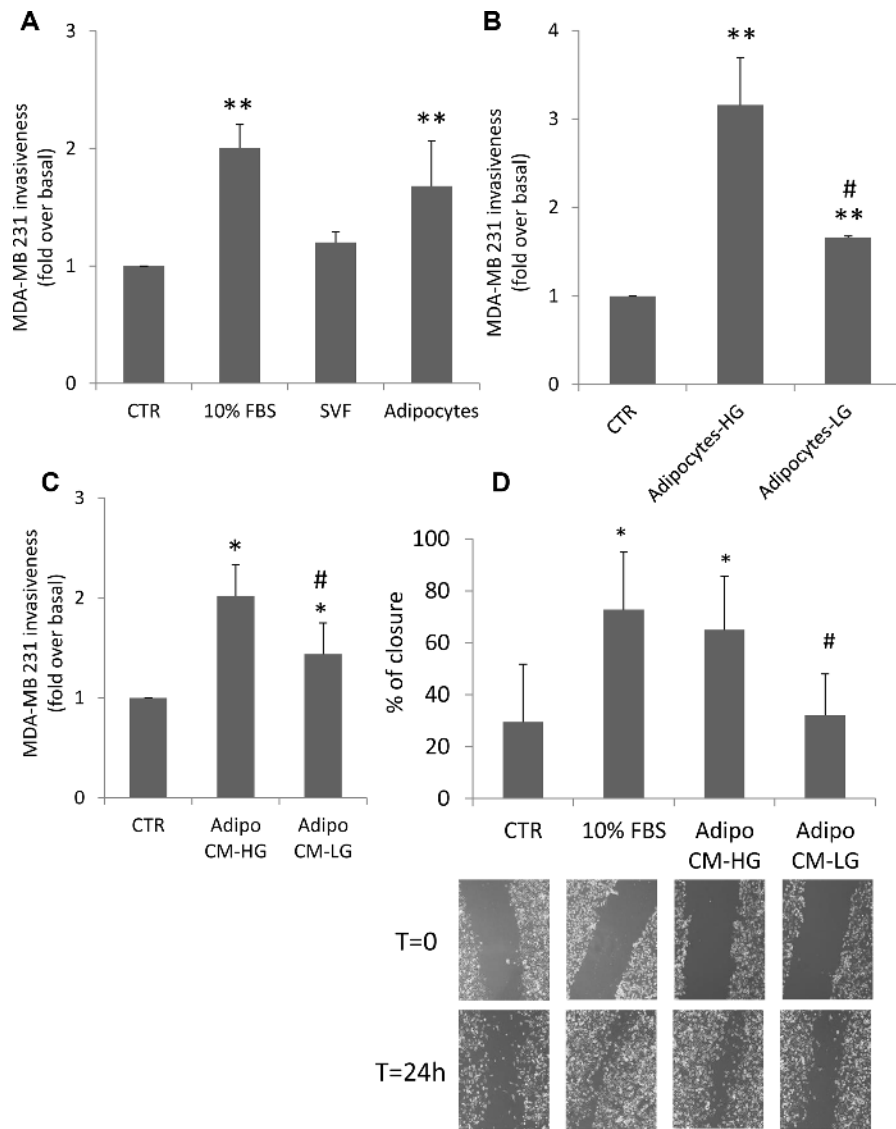 A
MDA-MB 231 invasiveness
(fold over basal)
3
2
1
0
**
**
CTR
10% FBS
SVF
Adipocytes
B
MDA-MB 231 invasiveness
(fold over basal)
4
3
2
1
0
**
#
**
CTR
Adipocytes-HG
Adipocytes-LG
C
MDA-MB 231 invasiveness
(fold over basal)
3
2
1
0
*
#
*
CTR
Adipo
CM-HG
Adipo
CM-LG
D
% of closure
100
80
60
40
20
0
*
*
#
CTR
10% FBS
Adipo
CM-HG
Adipo
CM-LG
T=0
T=24h